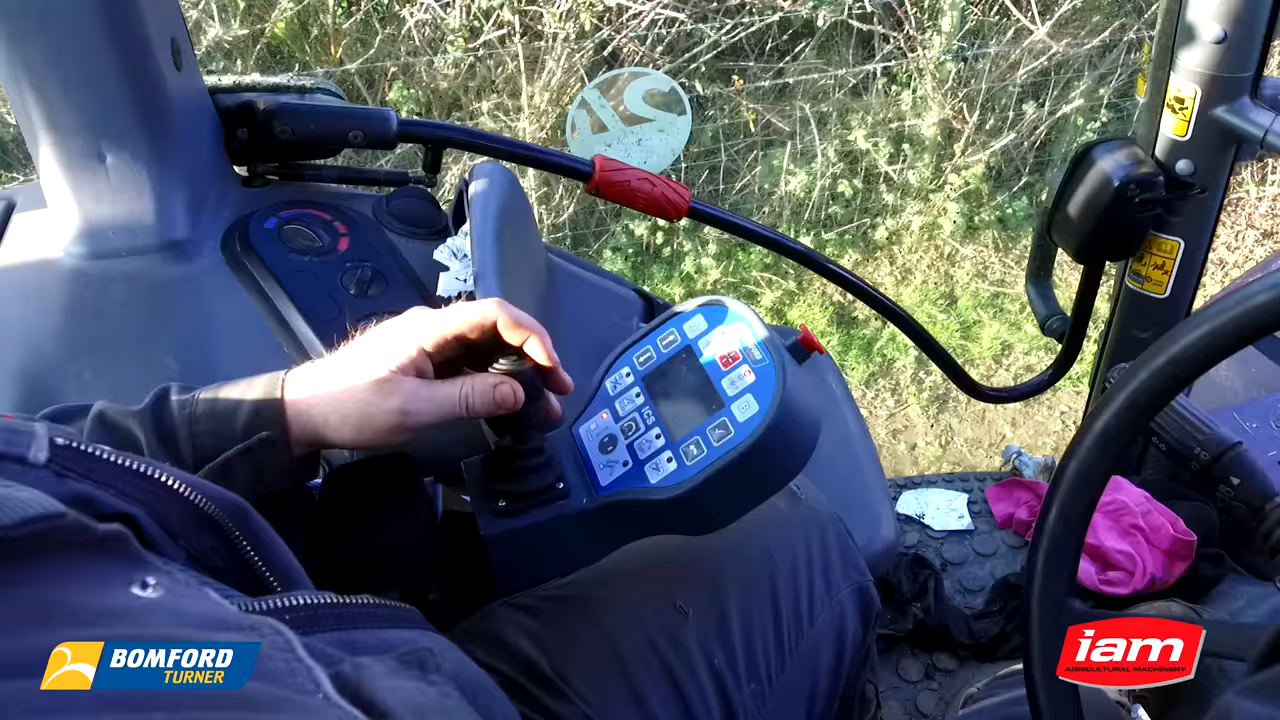 ICS
BOMFORD
TURNER
iam
AGRICULTURAL MACHINERY